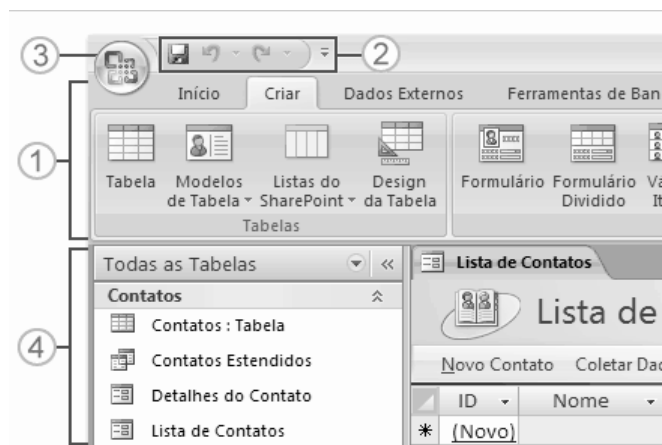 3
2
Início Criar Dados Externos Ferramentas de Ban
1
Tabela Modelos de Tabela Listas do SharePoint Design da Tabela Formulário Formulário Dividido
Tabelas
4
Todas as Tabelas
Lista de Contatos
Contatos
Lista de
Contatos : Tabela
Contatos Estendidos
Novo Contato Coletar Dad
Detalhes do Contato
ID Nome
Lista de Contatos
(Novo)